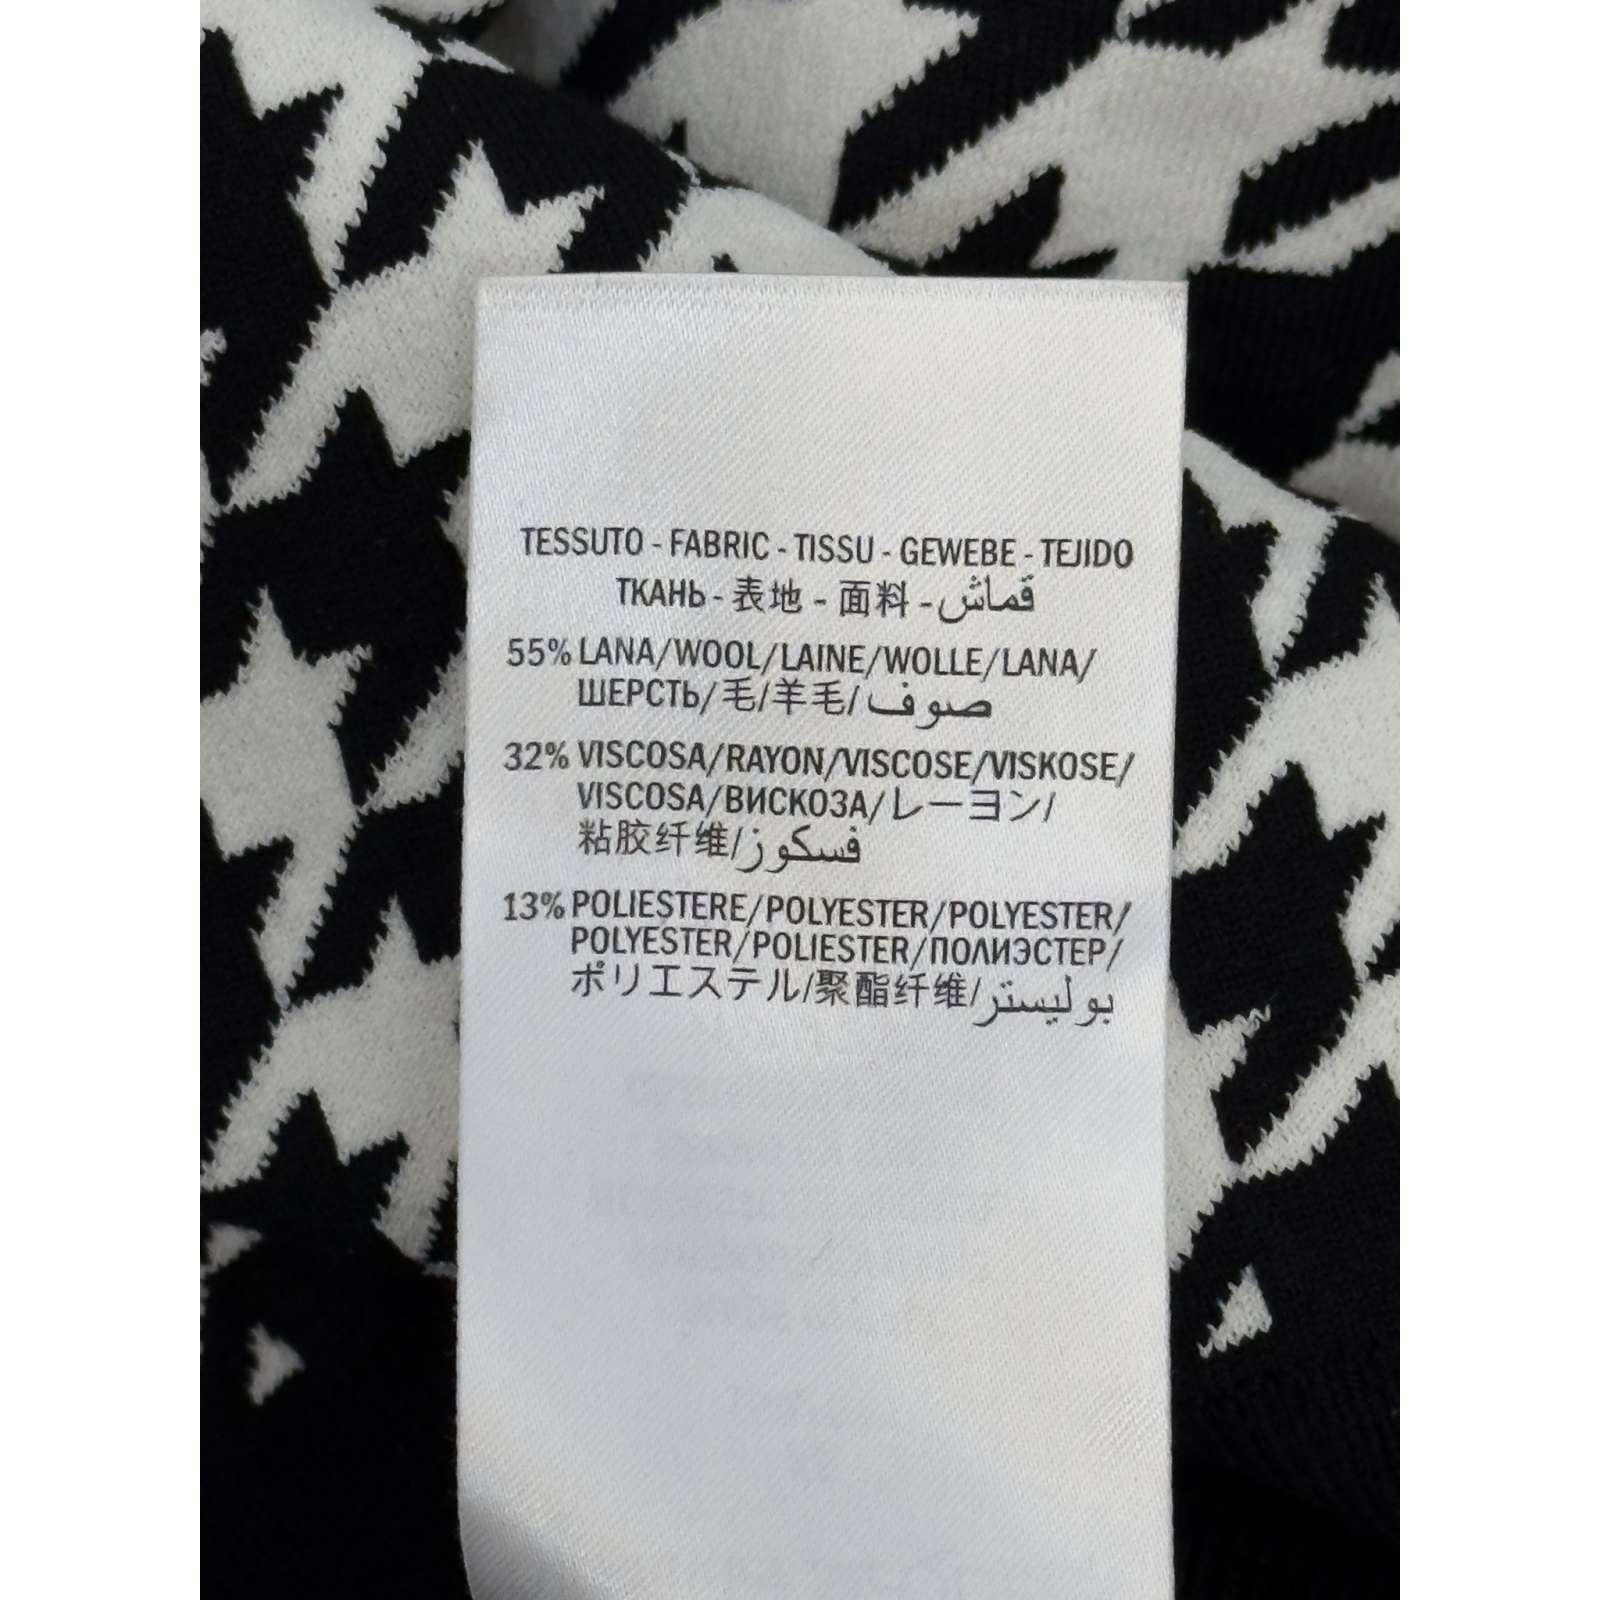 TESSUTO - FABRIC - TISSU - GEWEBE - TEJIDO
ТКАНЬ - 表地 - 面料 - قماش
55% LANA/WOOL/LAINE/WOLLE/LANA/
ШЕРСТЬ/毛/羊毛/صوف
32% VISCOSA/RAYON/VISCOSE/VISKOSE/
VISCOSA/ВИСКОЗА/レーヨン/
粘胶纤维/فسكوز
13% POLIESTERE/POLYESTER/POLYESTER/
POLYESTER/POLIESTER/ПОЛИЭСТЕР/
ポリエステル/聚酯纤维/بوليستر